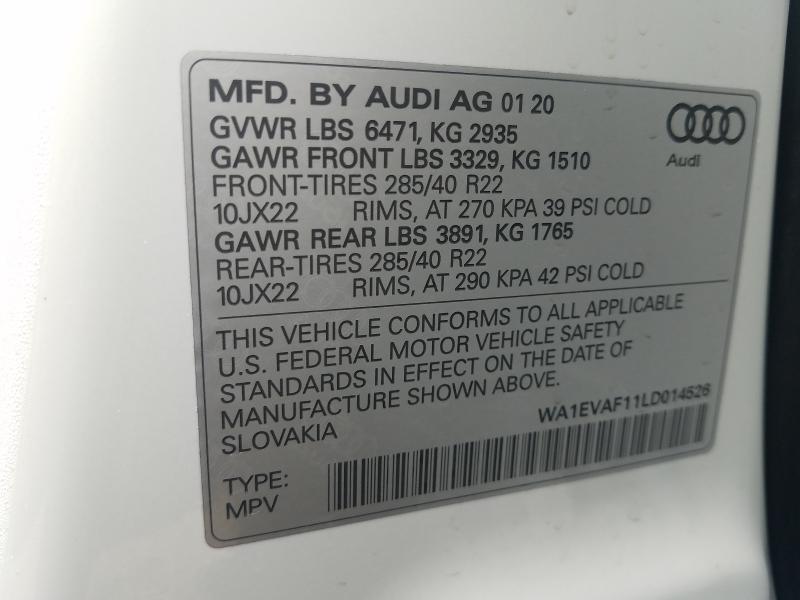 MFD. BY AUDI AG 01 20
GVWR LBS 6471, KG 2935
GAWR FRONT LBS 3329, KG 1510
FRONT-TIRES 285/40 R22
10JX22 RIMS, AT 270 KPA 39 PSI COLD
GAWR REAR LBS 3891, KG 1765
REAR-TIRES 285/40 R22
10JX22 RIMS, AT 290 KPA 42 PSI COLD
Audi
THIS VEHICLE CONFORMS TO ALL APPLICABLE
U.S. FEDERAL MOTOR VEHICLE SAFETY
STANDARDS IN EFFECT ON THE DATE OF
MANUFACTURE SHOWN ABOVE.
SLOVAKIA
WA1EVAF11LD014526
TYPE:
MPV